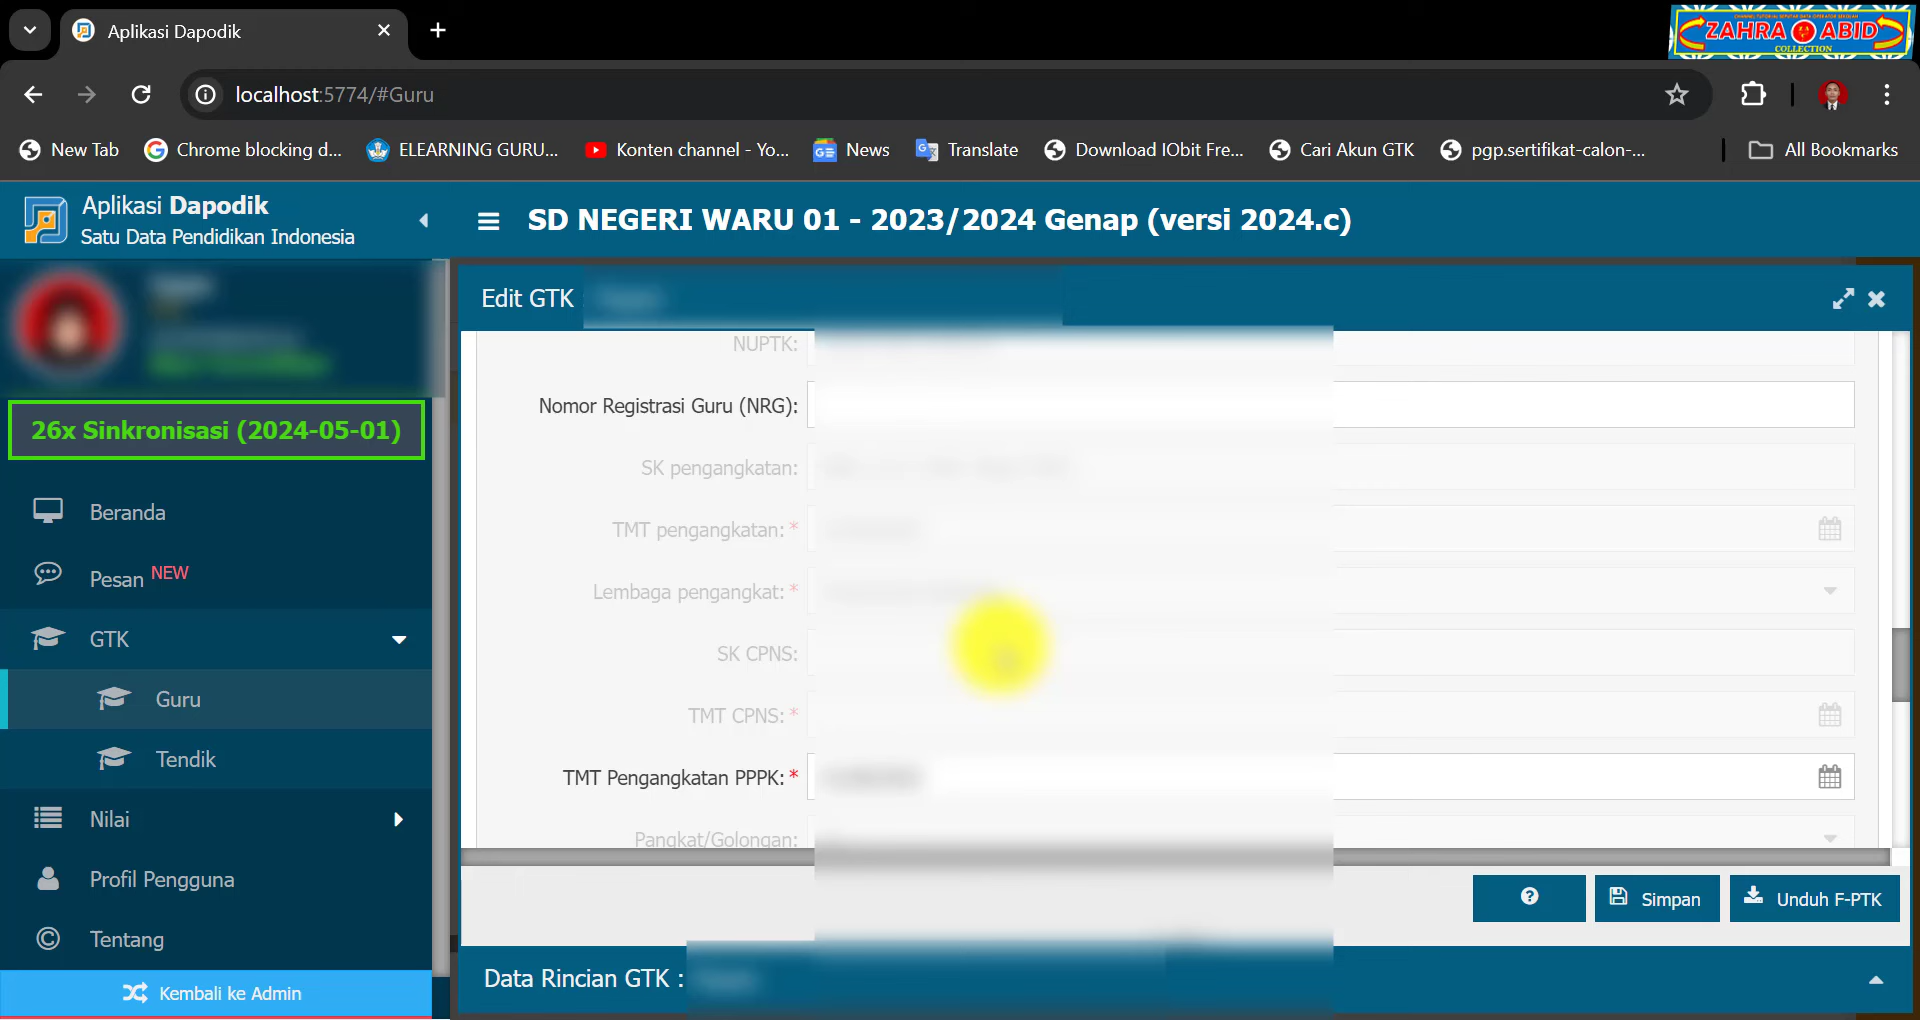 Aplikasi Dapodik
ZAHRA ABID
COLLECTION
localhost:5774/#Guru
New Tab
Chrome blocking d...
ELEARNING GURU...
Konten channel - Yo...
News
Translate
Download IObit Fre...
Cari Akun GTK
pgp.sertifikat-calon-...
All Bookmarks
Aplikasi Dapodik
Satu Data Pendidikan Indonesia
SD NEGERI WARU 01 - 2023/2024 Genap (versi 2024.c)
26x Sinkronisasi (2024-05-01)
Beranda
Pesan NEW
GTK
Guru
Tendik
Nilai
Profil Pengguna
Tentang
Kembali ke Admin
Edit GTK
NUPTK:
Nomor Registrasi Guru (NRG):
SK pengangkatan:
TMT pengangkatan: *
Lembaga pengangkat: *
SK CPNS:
TMT CPNS: *
TMT Pengangkatan PPPK: *
Pangkat/Golongan:
Simpan
Unduh F-PTK
Data Rincian GTK :